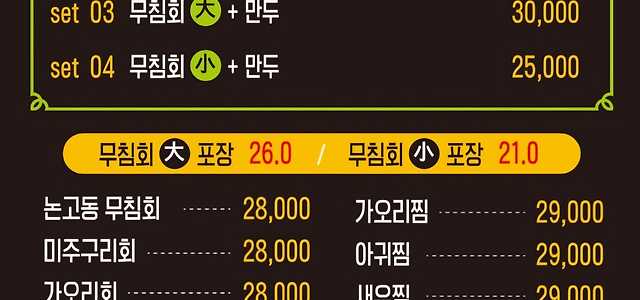 set 03 무침회 大 + 만두 30,000
set 04 무침회 小 + 만두 25,000
무침회 大 포장 26.0 / 무침회 小 포장 21.0
논고동 무침회 28,000 가오리찜 29,000
미주구리회 28,000 아귀찜 29,000
가오리회 28,000 새우찜 29,000